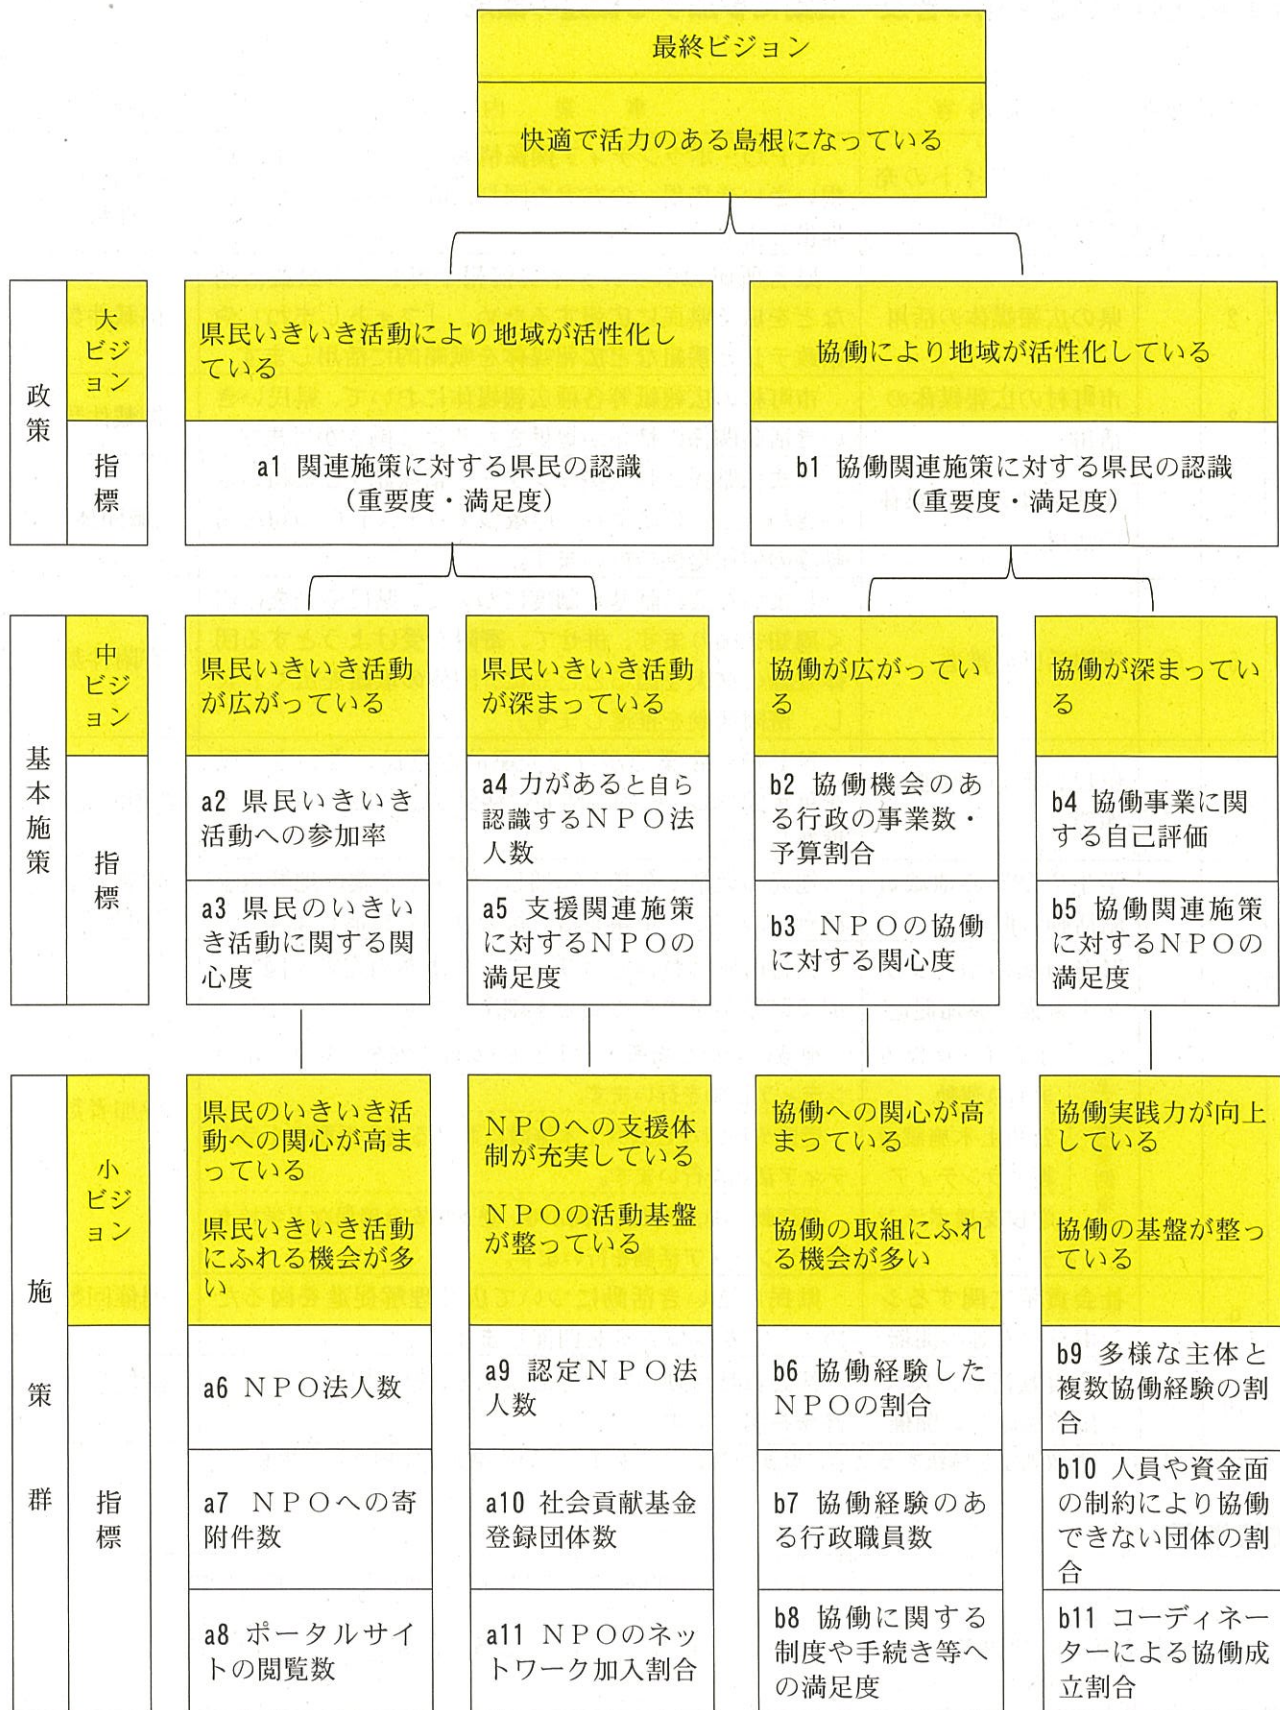 最終ビジョン
快適で活力のある島根になっている
政
策
大
ビジ
ョン
県民いきいき活動により地域が活性化し
ている
協働により地域が活性化している
指
標
a1 関連施策に対する県民の認識
（重要度・満足度）
b1 協働関連施策に対する県民の認識
（重要度・満足度）
基
本
施
策
中
ビジ
ョン
県民いきいき活動
が広がっている
県民いきいき活動
が深まっている
協働が広がってい
る
協働が深まってい
る
指
標
a2 県民いきいき
活動への参加率
a4 力があると自ら
認識するＮＰＯ法
人数
b2 協働機会のあ
る行政の事業数・
予算割合
b4 協働事業に関
する自己評価
a3 県民のいきい
き活動に関する関
心度
a5 支援関連施策
に対するＮＰＯの
満足度
b3 ＮＰＯの協働
に対する関心度
b5 協働関連施策
に対するＮＰＯの
満足度
施
策
群
小
ビジ
ョン
県民のいきいき活
動への関心が高ま
っている
県民いきいき活動
にふれる機会が多
い
ＮＰＯへの支援体
制が充実している
ＮＰＯの活動基盤
が整っている
協働への関心が高
まっている
協働の取組にふれ
る機会が多い
協働実践力が向上
している
協働の基盤が整っ
ている
指
標
a6 ＮＰＯ法人数
a9 認定ＮＰＯ法
人数
b6 協働経験した
ＮＰＯの割合
b9 多様な主体と
複数協働経験の割
合
a7 ＮＰＯへの寄
附件数
a10 社会貢献基金
登録団体数
b7 協働経験のあ
る行政職員数
b10 人員や資金面
の制約により協働
できない団体の割
合
a8 ポータルサイ
トの閲覧数
a11 ＮＰＯのネッ
トワーク加入割合
b8 協働に関する
制度や手続き等へ
の満足度
b11 コーディネー
ターによる協働成
立割合